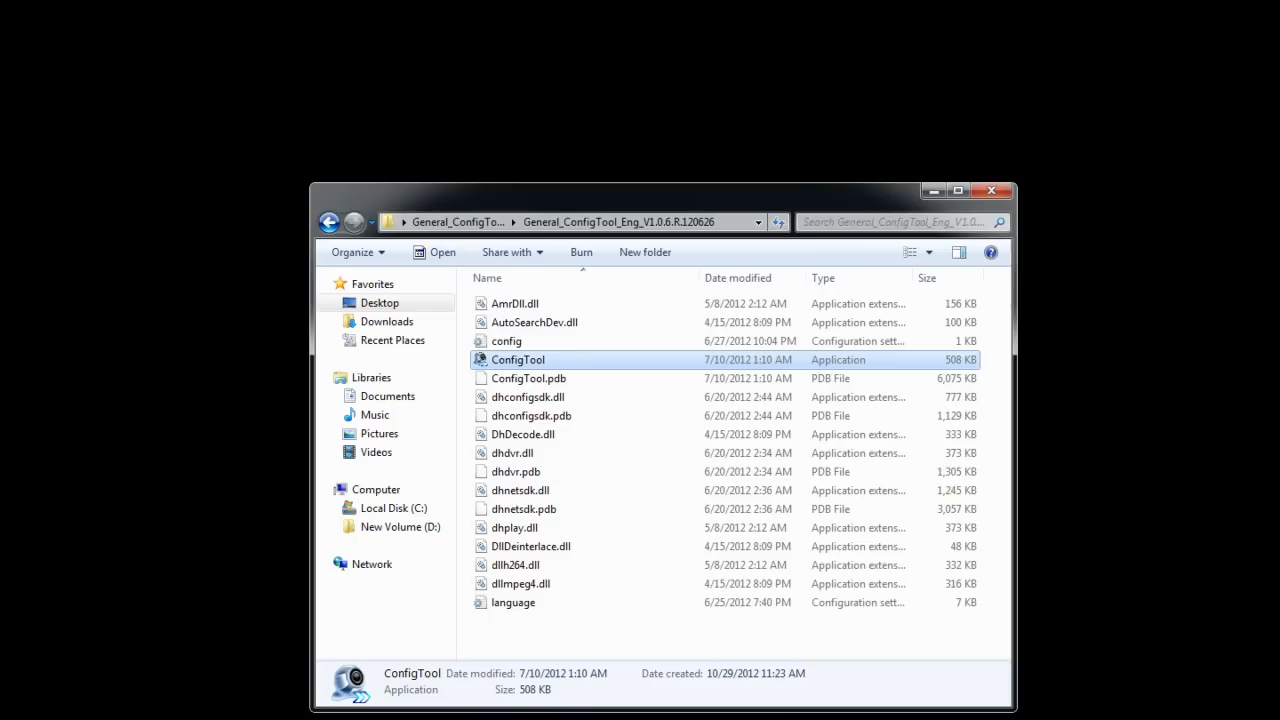 General_ConfigTo... General_ConfigTool_Eng_V1.0.6.R.120626 Search General_ConfigTool_Eng_V1.0....
Organize Open Share with Burn New folder
Name Date modified Type Size
Favorites
Desktop
Downloads
Recent Places
Libraries
Documents
Music
Pictures
Videos
Computer
Local Disk (C:)
New Volume (D:)
Network
AmrDll.dll 5/8/2012 2:12 AM Application extens... 156 KB
AutoSearchDev.dll 4/15/2012 8:09 PM Application extens... 100 KB
config 6/27/2012 10:04 PM Configuration sett... 1 KB
ConfigTool 7/10/2012 1:10 AM Application 508 KB
ConfigTool.pdb 7/10/2012 1:10 AM PDB File 6,075 KB
dhconfigsdk.dll 6/20/2012 2:44 AM Application extens... 777 KB
dhconfigsdk.pdb 6/20/2012 2:44 AM PDB File 1,129 KB
DhDecode.dll 4/15/2012 8:09 PM Application extens... 333 KB
dhdvr.dll 6/20/2012 2:34 AM Application extens... 373 KB
dhdvr.pdb 6/20/2012 2:34 AM PDB File 1,305 KB
dhnetsdk.dll 6/20/2012 2:36 AM Application extens... 1,245 KB
dhnetsdk.pdb 6/20/2012 2:36 AM PDB File 3,057 KB
dhplay.dll 5/8/2012 2:12 AM Application extens... 373 KB
DllDeinterlace.dll 4/15/2012 8:09 PM Application extens... 48 KB
dllh264.dll 5/8/2012 2:12 AM Application extens... 332 KB
dllmpeg4.dll 4/15/2012 8:09 PM Application extens... 316 KB
language 6/25/2012 7:40 PM Configuration sett... 7 KB
ConfigTool Date modified: 7/10/2012 1:10 AM Date created: 10/29/2012 11:23 AM
Application Size: 508 KB